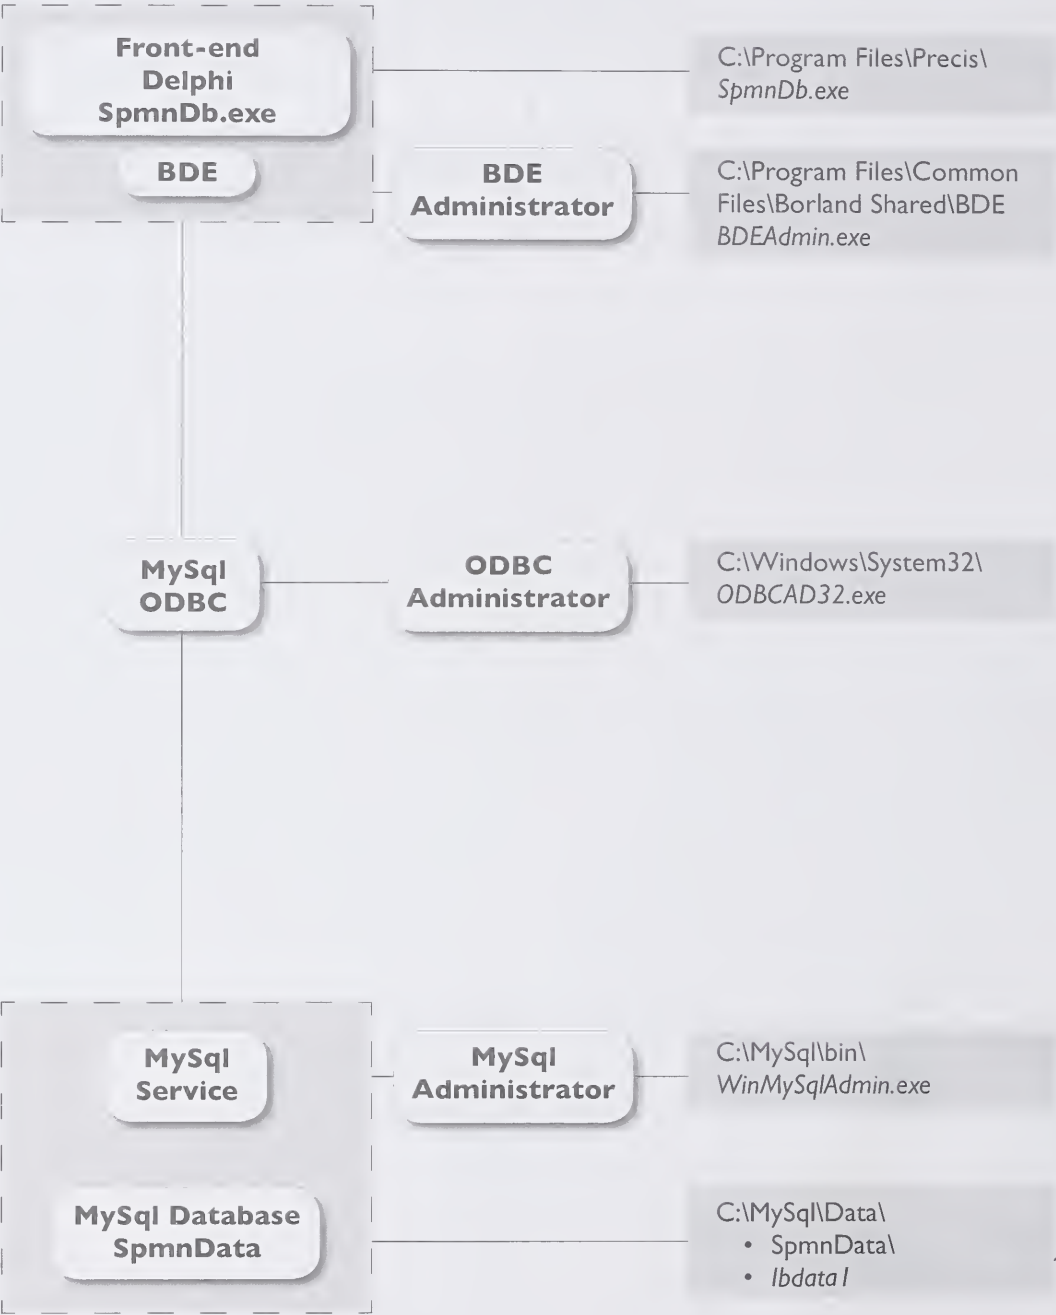 Front-end
Delphi
SpmnDb.exe
C:\Program Files\Precis\
SpmnDb.exe
BDE
BDE
Administrator
C:\Program Files\Common
Files\Borland Shared\BDE
BDEAdmin.exe
MySql
ODBC
ODBC
Administrator
C:\Windows\System32\
ODBCAD32.exe
MySql
Service
MySql
Administrator
C:\MySql\bin\
WinMySqlAdmin.exe
MySql Database
SpmnData
C:\MySql\Data\
• SpmnData\
• Ibdata1